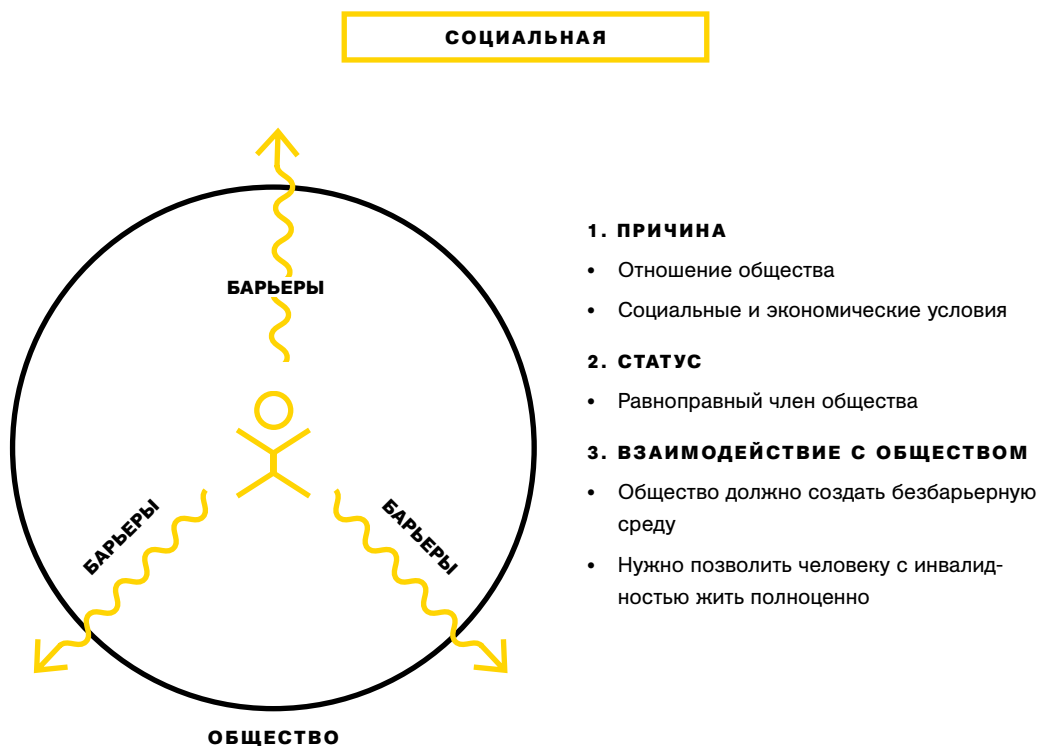 СОЦИАЛЬНАЯ
БАРЬЕРЫ
БАРЬЕРЫ
БАРЬЕРЫ
ОБЩЕСТВО
1. ПРИЧИНА
• Отношение общества
• Социальные и экономические условия
2. СТАТУС
• Равноправный член общества
3. ВЗАИМОДЕЙСТВИЕ С ОБЩЕСТВОМ
• Общество должно создать безбарьерную
среду
• Нужно позволить человеку с инвалид-
ностью жить полноценно